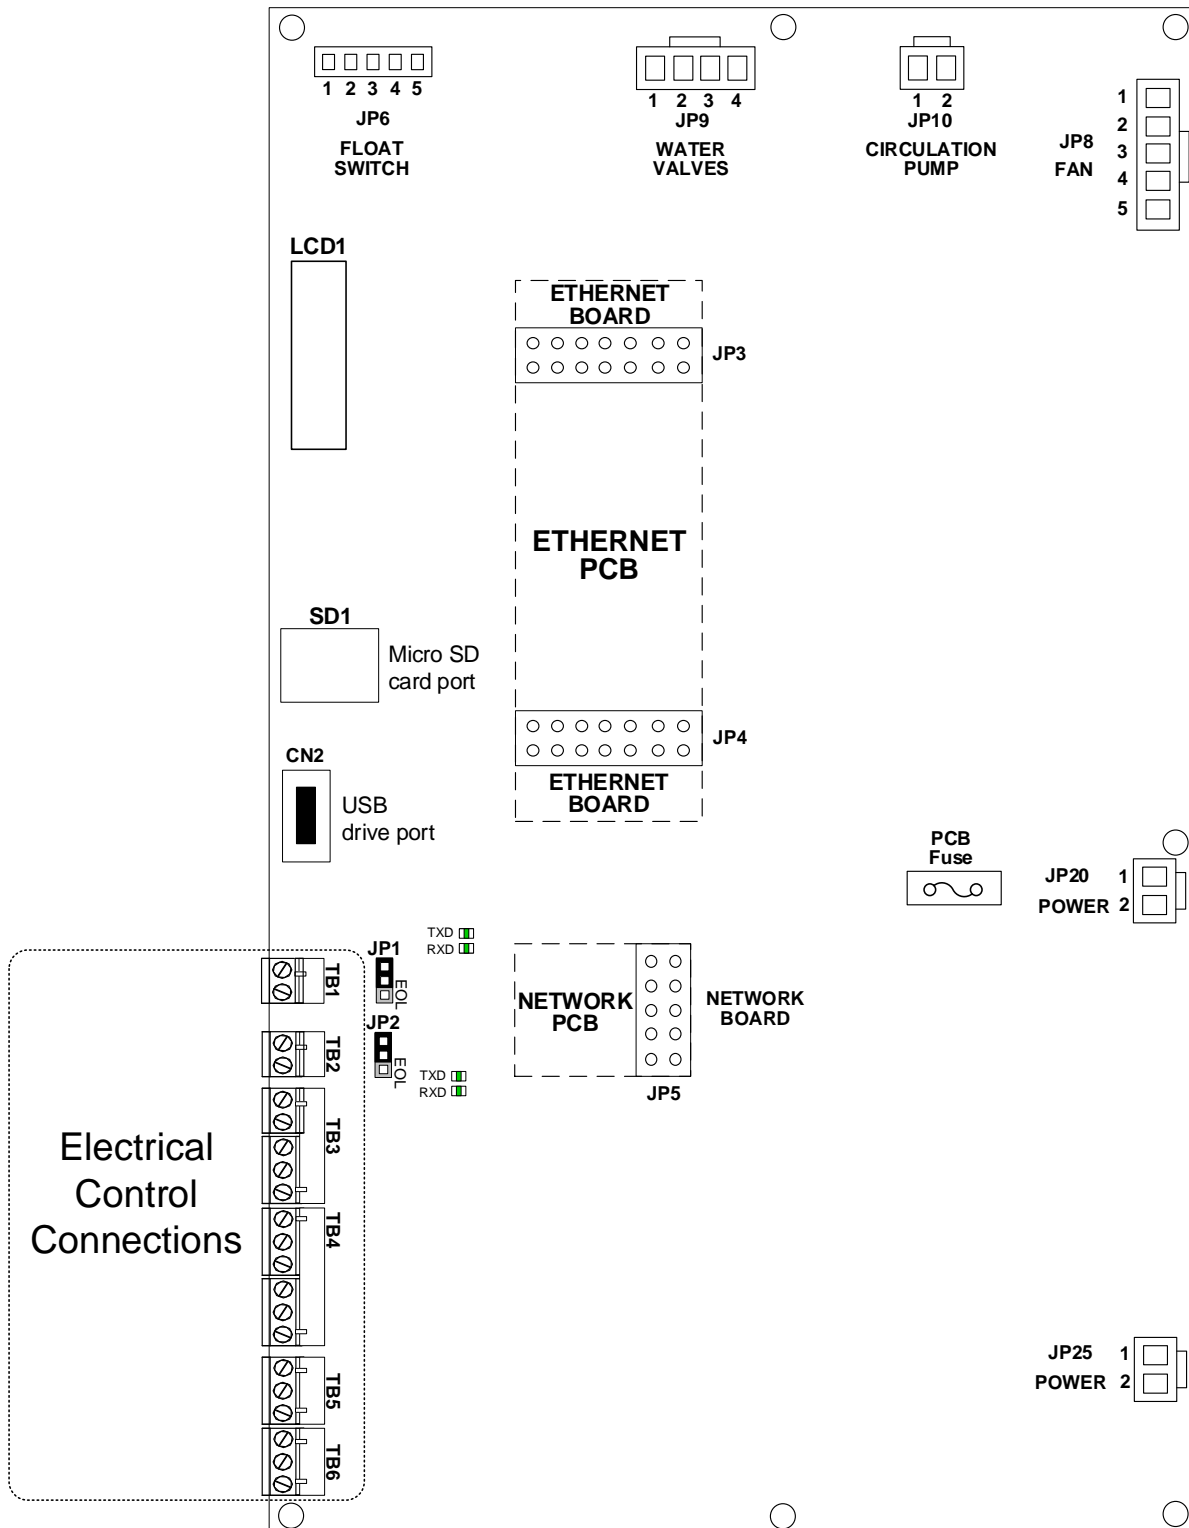 1 2 3 4 5
JP6
FLOAT
SWITCH
1 2 3 4
JP9
WATER
VALVES
1 2
JP10
CIRCULATION
PUMP
JP8
FAN
1
2
3
4
5
LCD1
ETHERNET
BOARD
JP3
ETHERNET
PCB
SD1
Micro SD
card port
JP4
ETHERNET
BOARD
CN2
USB
drive port
PCB
Fuse
JP20
POWER
1
2
TXD
RXD
JP1
EOL
TB1
NETWORK
PCB
NETWORK
BOARD
JP5
JP2
EOL
TB2
TXD
RXD
TB3
Electrical
Control
Connections
TB4
TB5
TB6
JP25
POWER
1
2